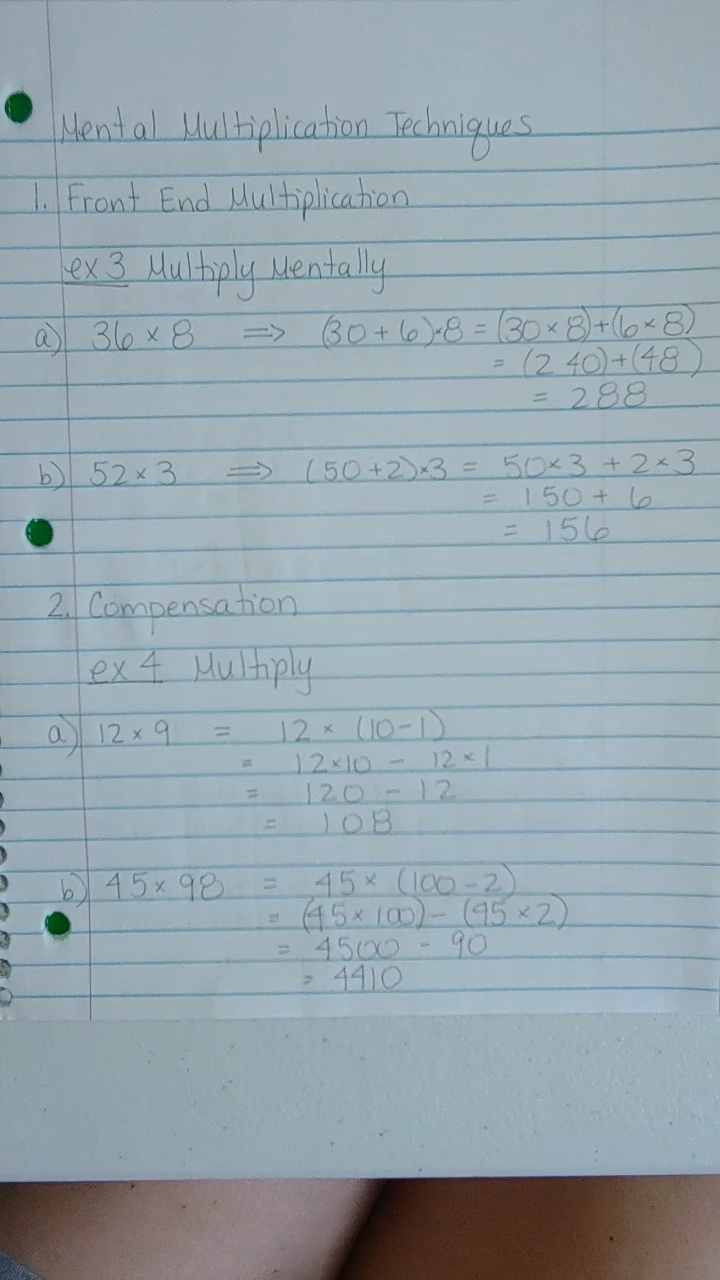 Mental Multiplication Techniques
1. Front End Multiplication
ex 3 Multiply Mentally
a) 36 × 8 ⇒ (30 + 6)×8 = (30 × 8)+(6 × 8)
= (240)+(48)
= 288
b) 52 × 3 ⇒ (50 + 2)×3 = 50×3 + 2 × 3
= 150 + 6
= 156
2. Compensation
ex 4 Multiply
a) 12 × 9 = 12 × (10-1)
= 12×10 - 12 × 1
= 120 - 12
= 108
b) 45 × 98 = 45 × (100-2)
= (45 × 100) - (45 × 2)
= 4500 - 90
= 4410